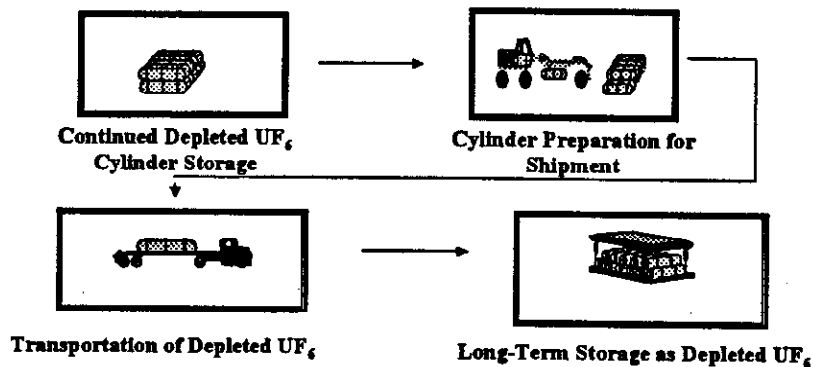 Continued Depleted UF₆
Cylinder Storage
Cylinder Preparation for
Shipment
Transportation of Depleted UF₆
Long-Term Storage as Depleted UF₆